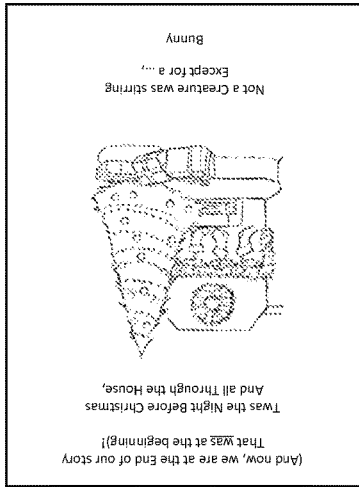 (And now, we are at the End of our story
That was at the beginning)!
Twas the Night Before Christmas
And all Through the House,
Not a Creature was stirring
Except for a ...,
Bunny